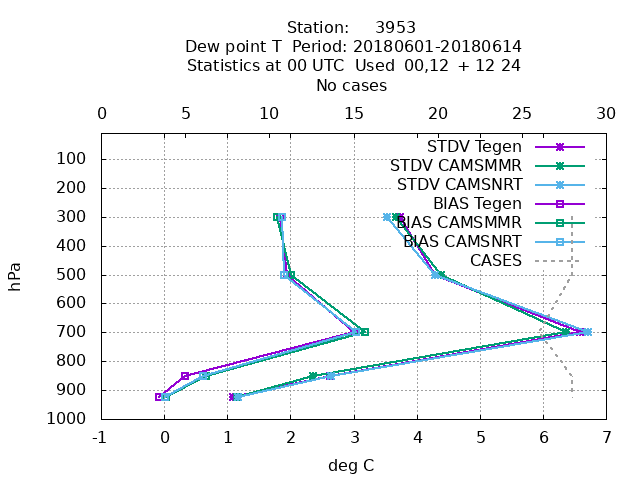 Station: 3953
Dew point T Period: 20180601-20180614
Statistics at 00 UTC Used 00,12 + 12 24
No cases
0 5 10 15 20 25 30
STDV Tegen
STDV CAMSMMR
STDV CAMSNRT
BIAS Tegen
BIAS CAMSMMR
BIAS CAMSNRT
CASES
hPa
100
200
300
400
500
600
700
800
900
1000
-1 0 1 2 3 4 5 6 7
deg C